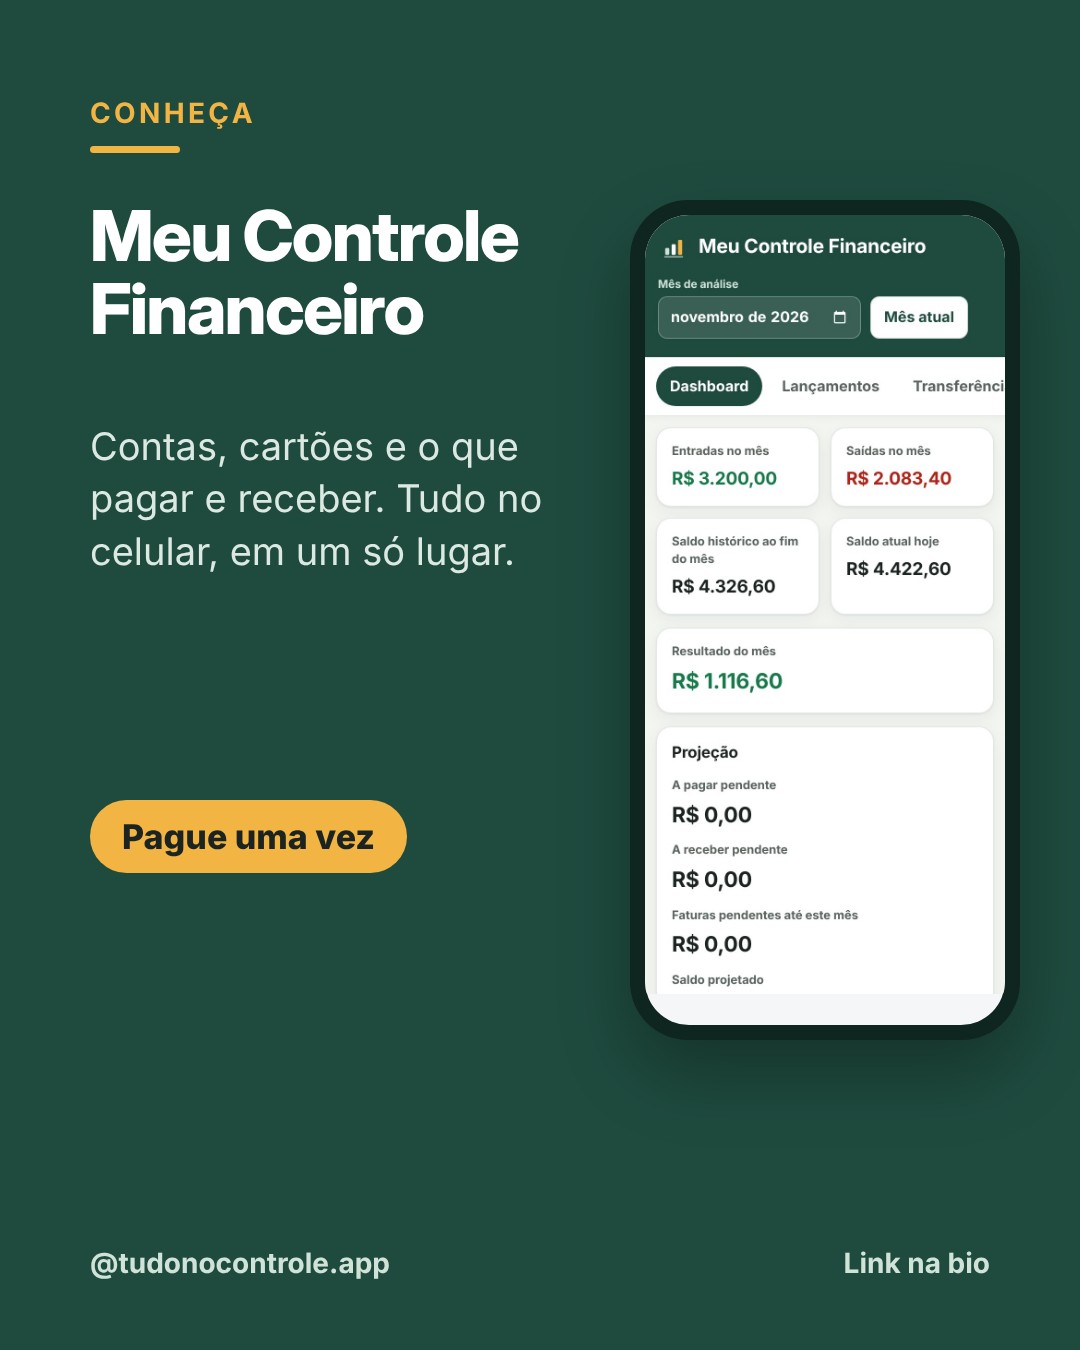 CONHEÇA
Meu Controle
Financeiro
Contas, cartões e o que
pagar e receber. Tudo no
celular, em um só lugar.
Pague uma vez
Meu Controle Financeiro
Mês de análise
novembro de 2026
Mês atual
Dashboard Lançamentos Transferênci
Entradas no mês
R$ 3.200,00
Saídas no mês
R$ 2.083,40
Saldo histórico ao fim
do mês
R$ 4.326,60
Saldo atual hoje
R$ 4.422,60
Resultado do mês
R$ 1.116,60
Projeção
A pagar pendente
R$ 0,00
A receber pendente
R$ 0,00
Faturas pendentes até este mês
R$ 0,00
Saldo projetado
@tudonocontrole.app
Link na bio